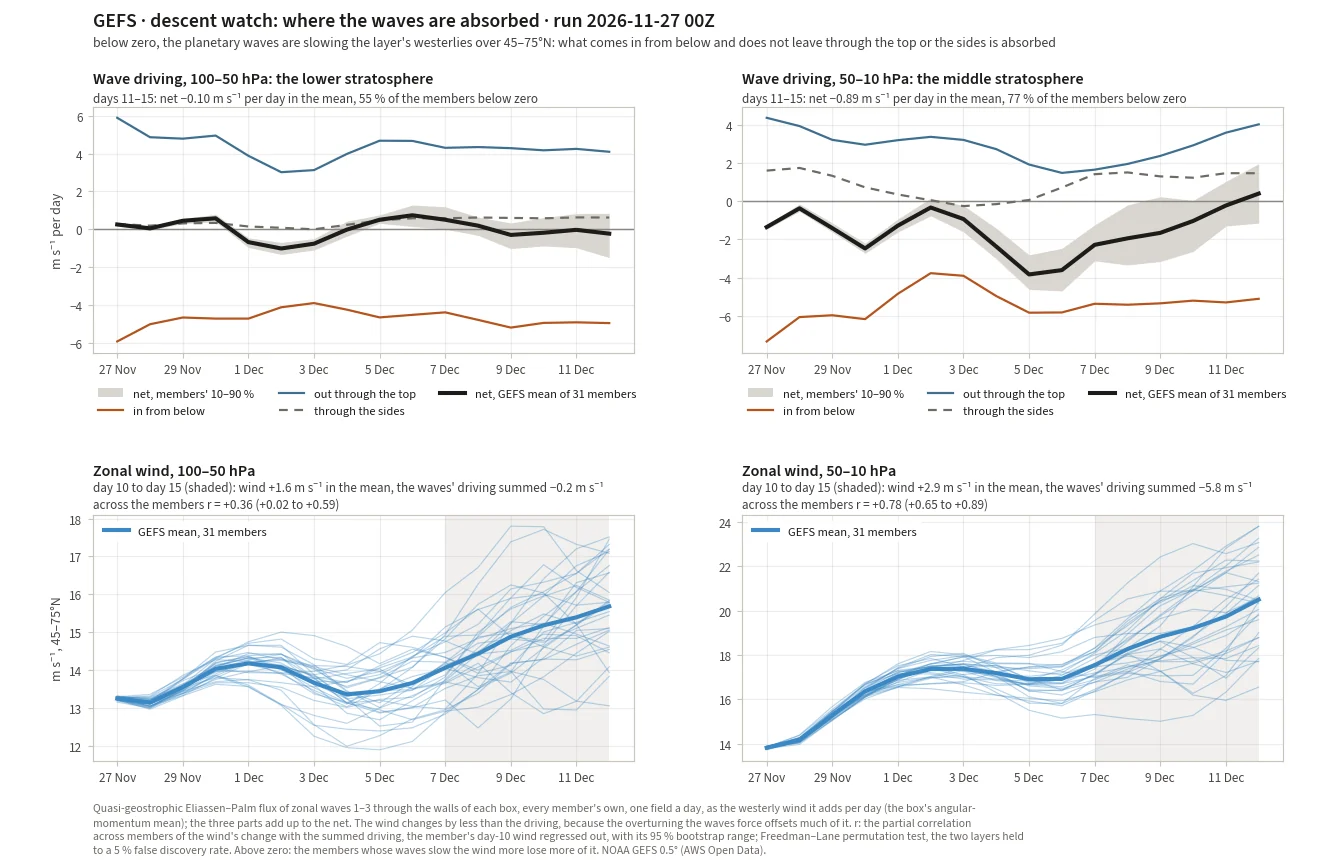 GEFS · descent watch: where the waves are absorbed · run 2026-11-27 00Z
below zero, the planetary waves are slowing the layer's westerlies over 45–75°N: what comes in from below and does not leave through the top or the sides is absorbed
Wave driving, 100–50 hPa: the lower stratosphere
days 11–15: net −0.10 m s⁻¹ per day in the mean, 55 % of the members below zero
6
4
2
0
−2
−4
−6
m s⁻¹ per day
27 Nov
29 Nov
1 Dec
3 Dec
5 Dec
7 Dec
9 Dec
11 Dec
net, members' 10–90 %
out through the top
net, GEFS mean of 31 members
in from below
through the sides
Wave driving, 50–10 hPa: the middle stratosphere
days 11–15: net −0.89 m s⁻¹ per day in the mean, 77 % of the members below zero
4
2
0
−2
−4
−6
27 Nov
29 Nov
1 Dec
3 Dec
5 Dec
7 Dec
9 Dec
11 Dec
net, members' 10–90 %
out through the top
net, GEFS mean of 31 members
in from below
through the sides
Zonal wind, 100–50 hPa
day 10 to day 15 (shaded): wind +1.6 m s⁻¹ in the mean, the waves' driving summed −0.2 m s⁻¹
across the members r = +0.36 (+0.02 to +0.59)
GEFS mean, 31 members
18
17
16
15
14
13
12
m s⁻¹, 45–75°N
27 Nov
29 Nov
1 Dec
3 Dec
5 Dec
7 Dec
9 Dec
11 Dec
Zonal wind, 50–10 hPa
day 10 to day 15 (shaded): wind +2.9 m s⁻¹ in the mean, the waves' driving summed −5.8 m s⁻¹
across the members r = +0.78 (+0.65 to +0.89)
GEFS mean, 31 members
24
22
20
18
16
14
27 Nov
29 Nov
1 Dec
3 Dec
5 Dec
7 Dec
9 Dec
11 Dec
Quasi-geostrophic Eliassen–Palm flux of zonal waves 1–3 through the walls of each box, every member's own, one field a day, as the westerly wind it adds per day (the box's angular-
momentum mean); the three parts add up to the net. The wind changes by less than the driving, because the overturning the waves force offsets much of it. r: the partial correlation
across members of the wind's change with the summed driving, the member's day-10 wind regressed out, with its 95 % bootstrap range; Freedman–Lane permutation test, the two layers held
to a 5 % false discovery rate. Above zero: the members whose waves slow the wind more lose more of it. NOAA GEFS 0.5° (AWS Open Data).